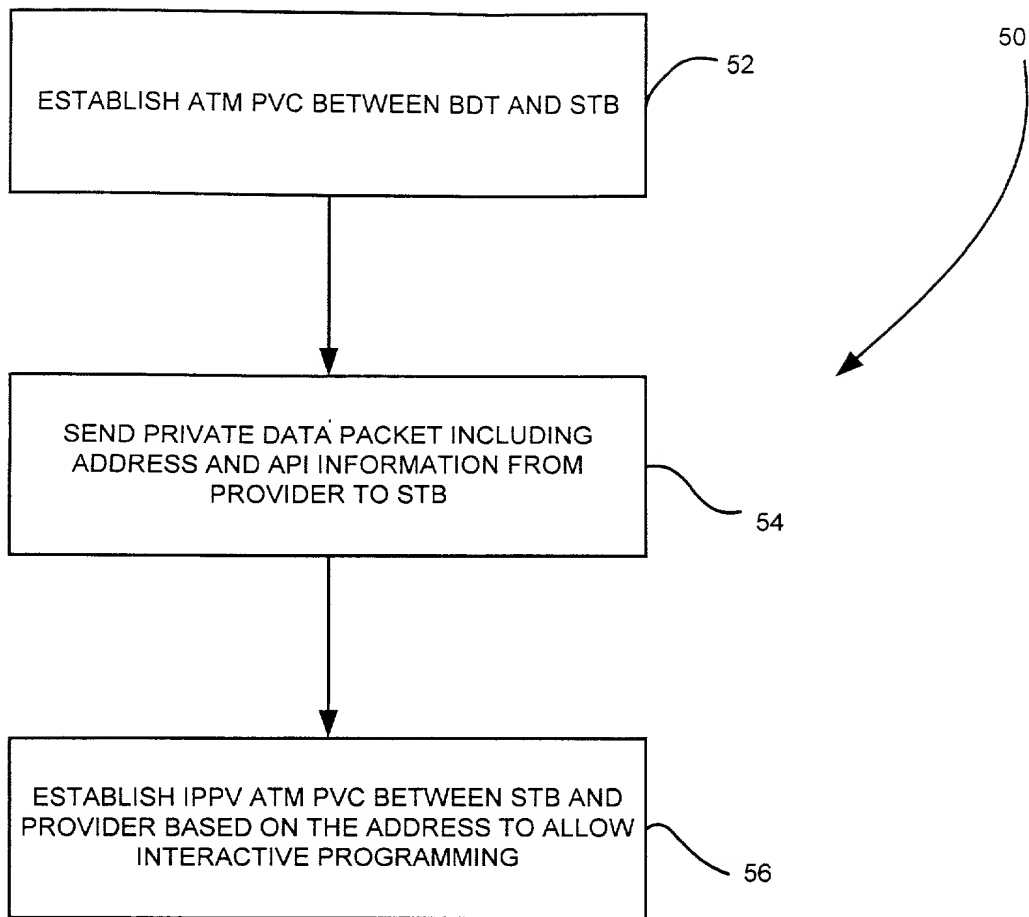 50
52
ESTABLISH ATM PVC BETWEEN BDT AND STB
SEND PRIVATE DATA PACKET INCLUDING
ADDRESS AND API INFORMATION FROM
PROVIDER TO STB
54
ESTABLISH IPPV ATM PVC BETWEEN STB AND
PROVIDER BASED ON THE ADDRESS TO ALLOW
INTERACTIVE PROGRAMMING
56